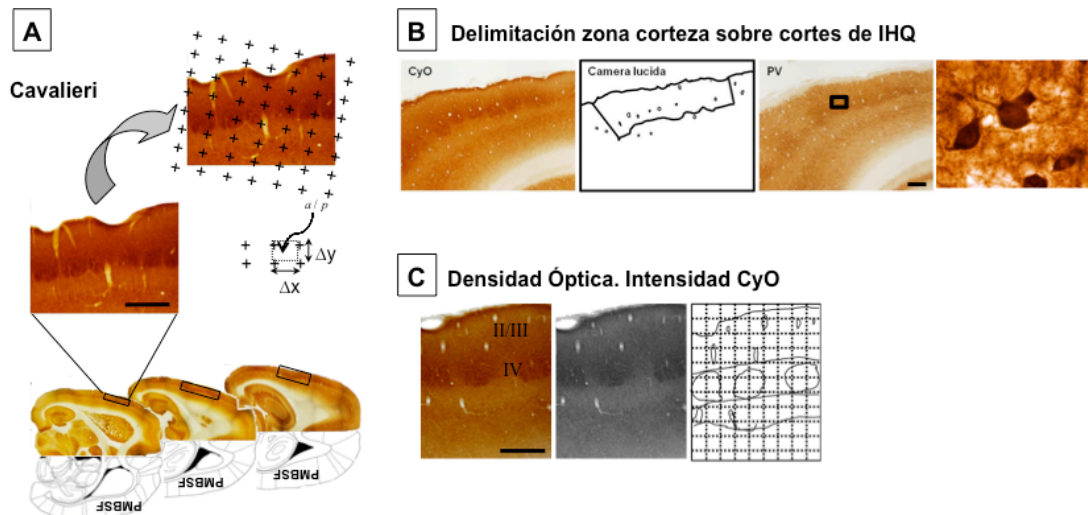 A
Cavalieri
a / p
Δy
Δx
PMBSF
PMBSF
PMBSF
B
Delimitación zona corteza sobre cortes de IHQ
CyO
Camera lucida
PV
C
Densidad Óptica. Intensidad CyO
II/III
IV